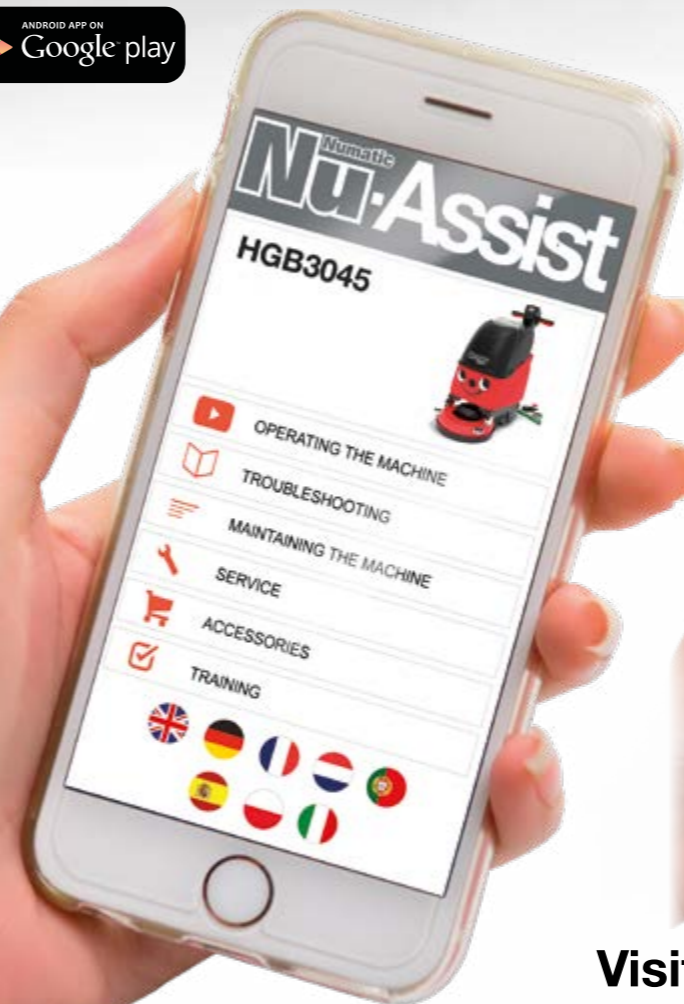 ANDROID APP ON
Google play
Numatic
Nu-Assist
HGB3045
OPERATING THE MACHINE
TROUBLESHOOTING
MAINTAINING THE MACHINE
SERVICE
ACCESSORIES
TRAINING
Visit